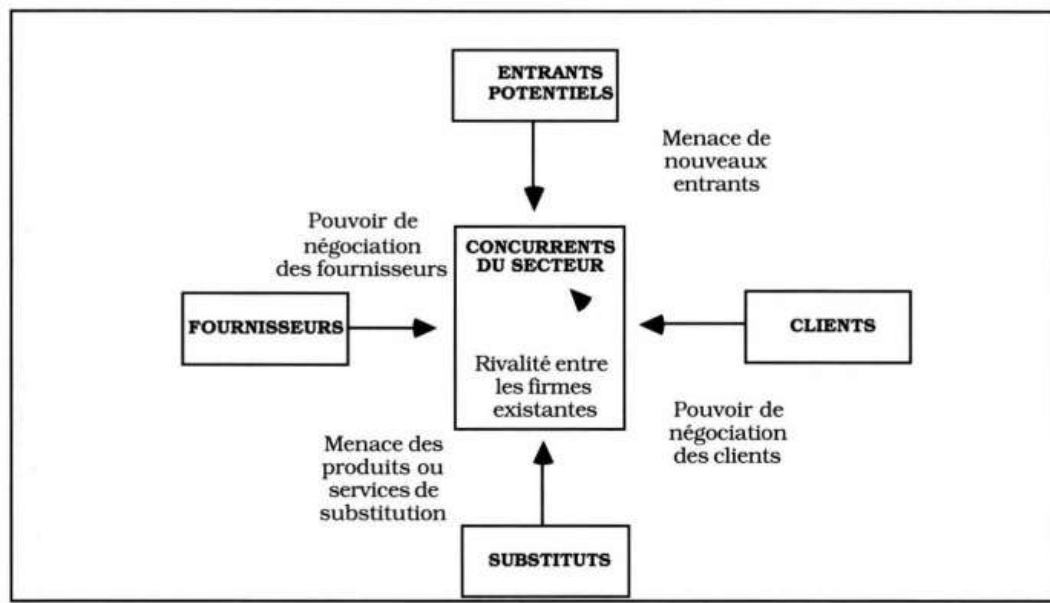 ENTRANTS
POTENTIELS
Menace de
nouveaux
entrants
Pouvoir de
négociation
des fournisseurs
CONCURRENTS
DU SECTEUR
FOURNISSEURS
CLIENTS
Rivalité entre
les firmes
existantes
Pouvoir de
négociation
des clients
Menace des
produits ou
services de
substitution
SUBSTITUTS